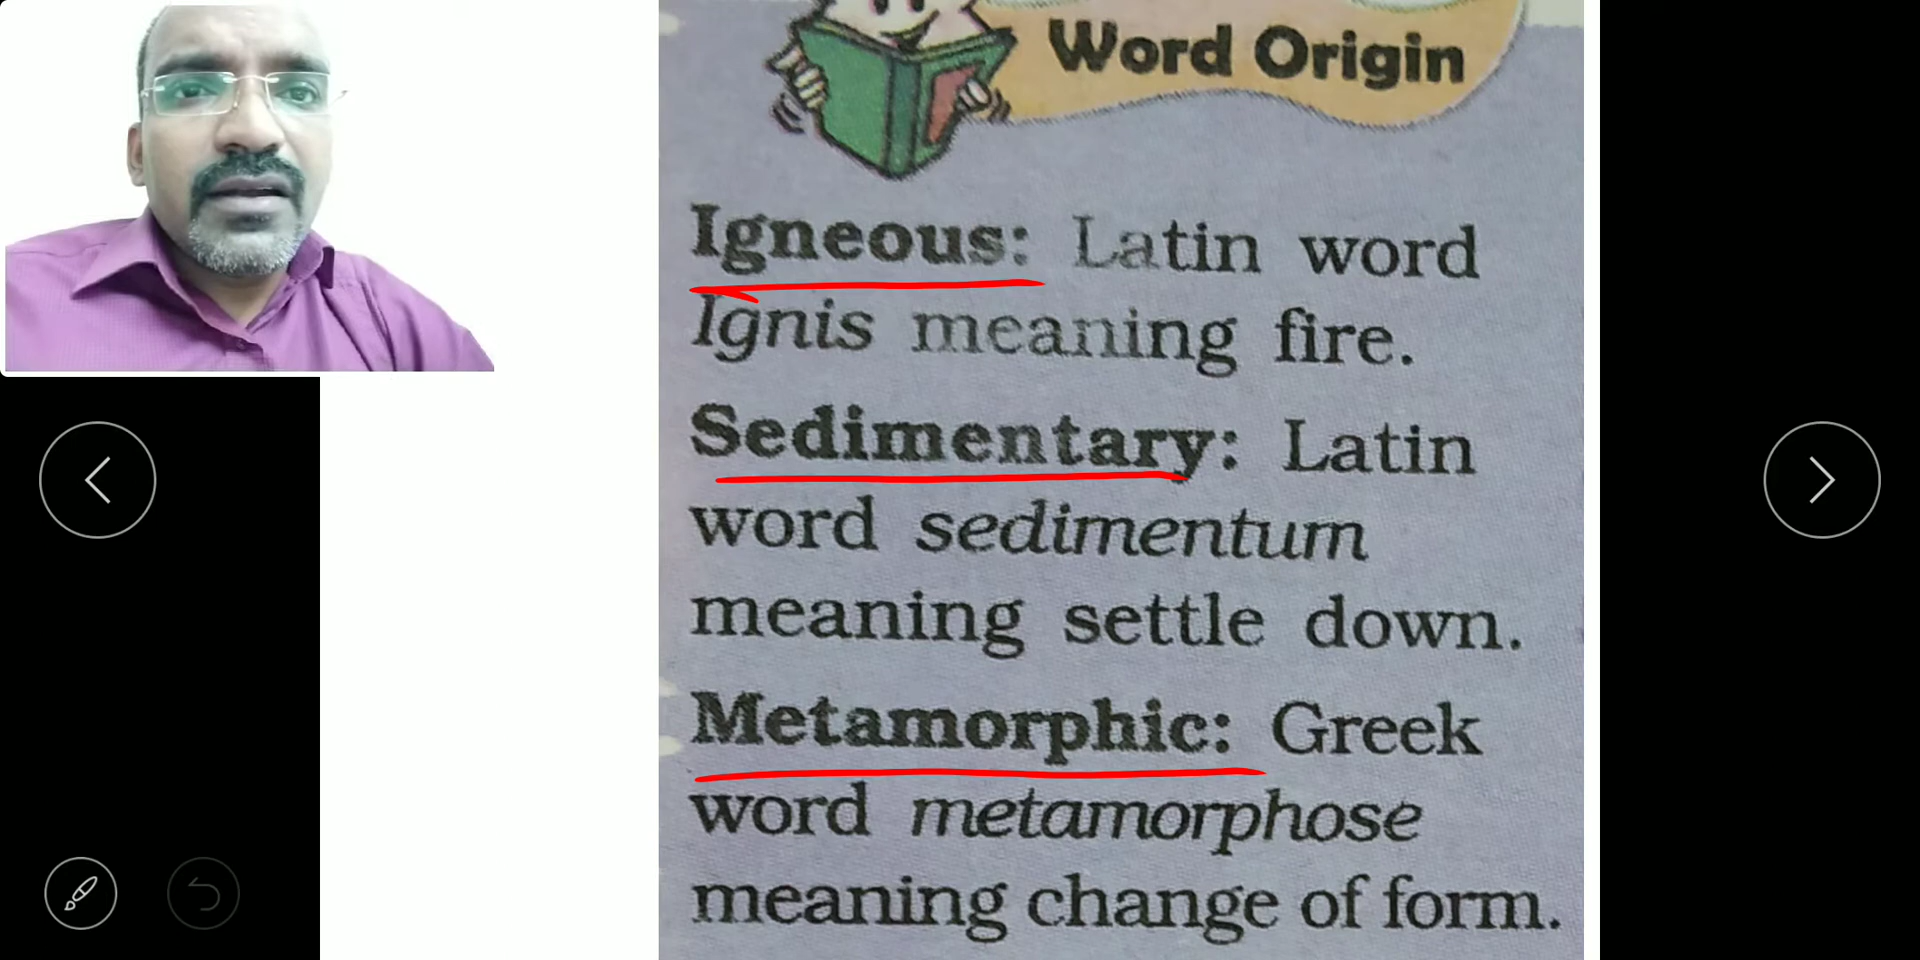 Word Origin
Igneous: Latin word
Ignis meaning fire.
Sedimentary: Latin
word sedimentum
meaning settle down.
Metamorphic: Greek
word metamorphose
meaning change of form.